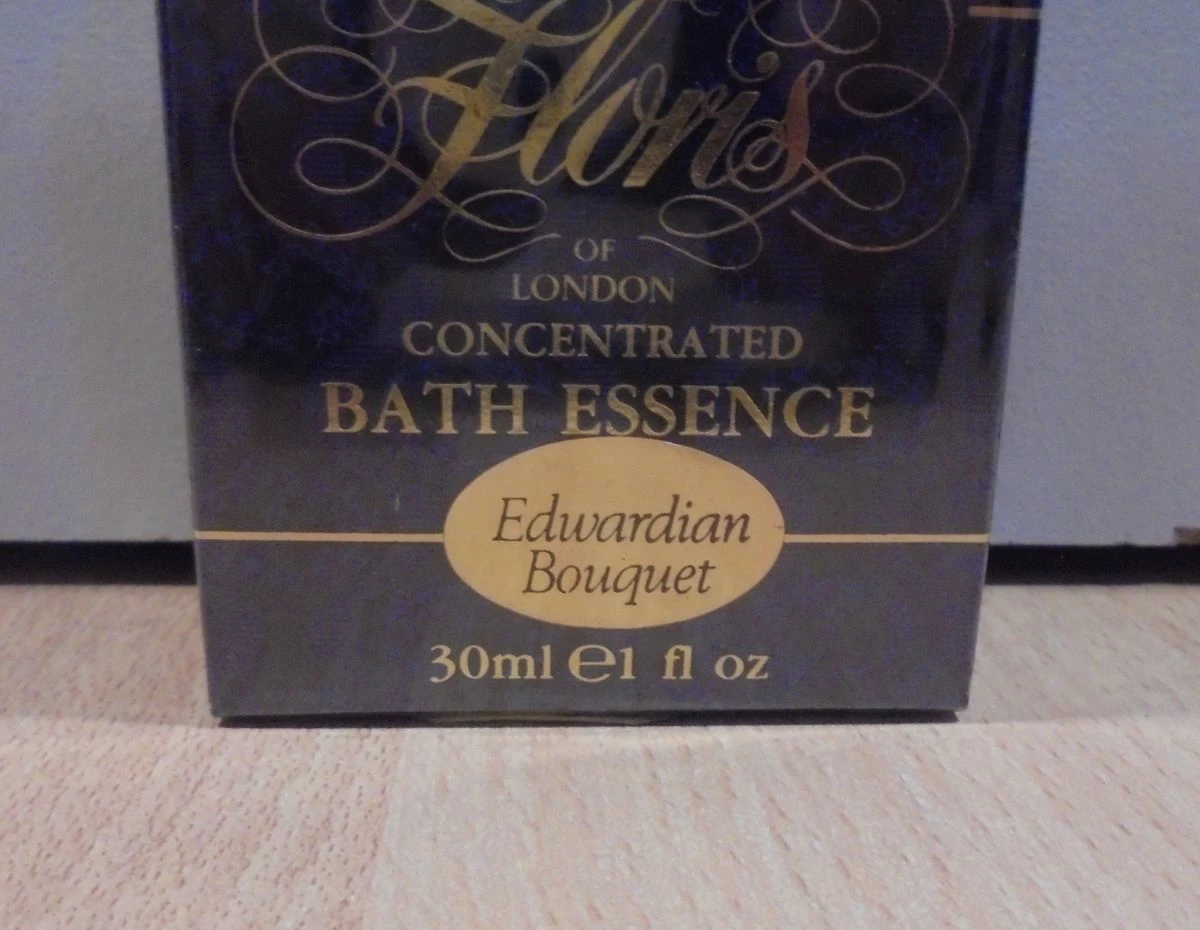 Floris
OF
LONDON
CONCENTRATED
BATH ESSENCE
Edwardian
Bouquet
30ml ℮1 fl oz